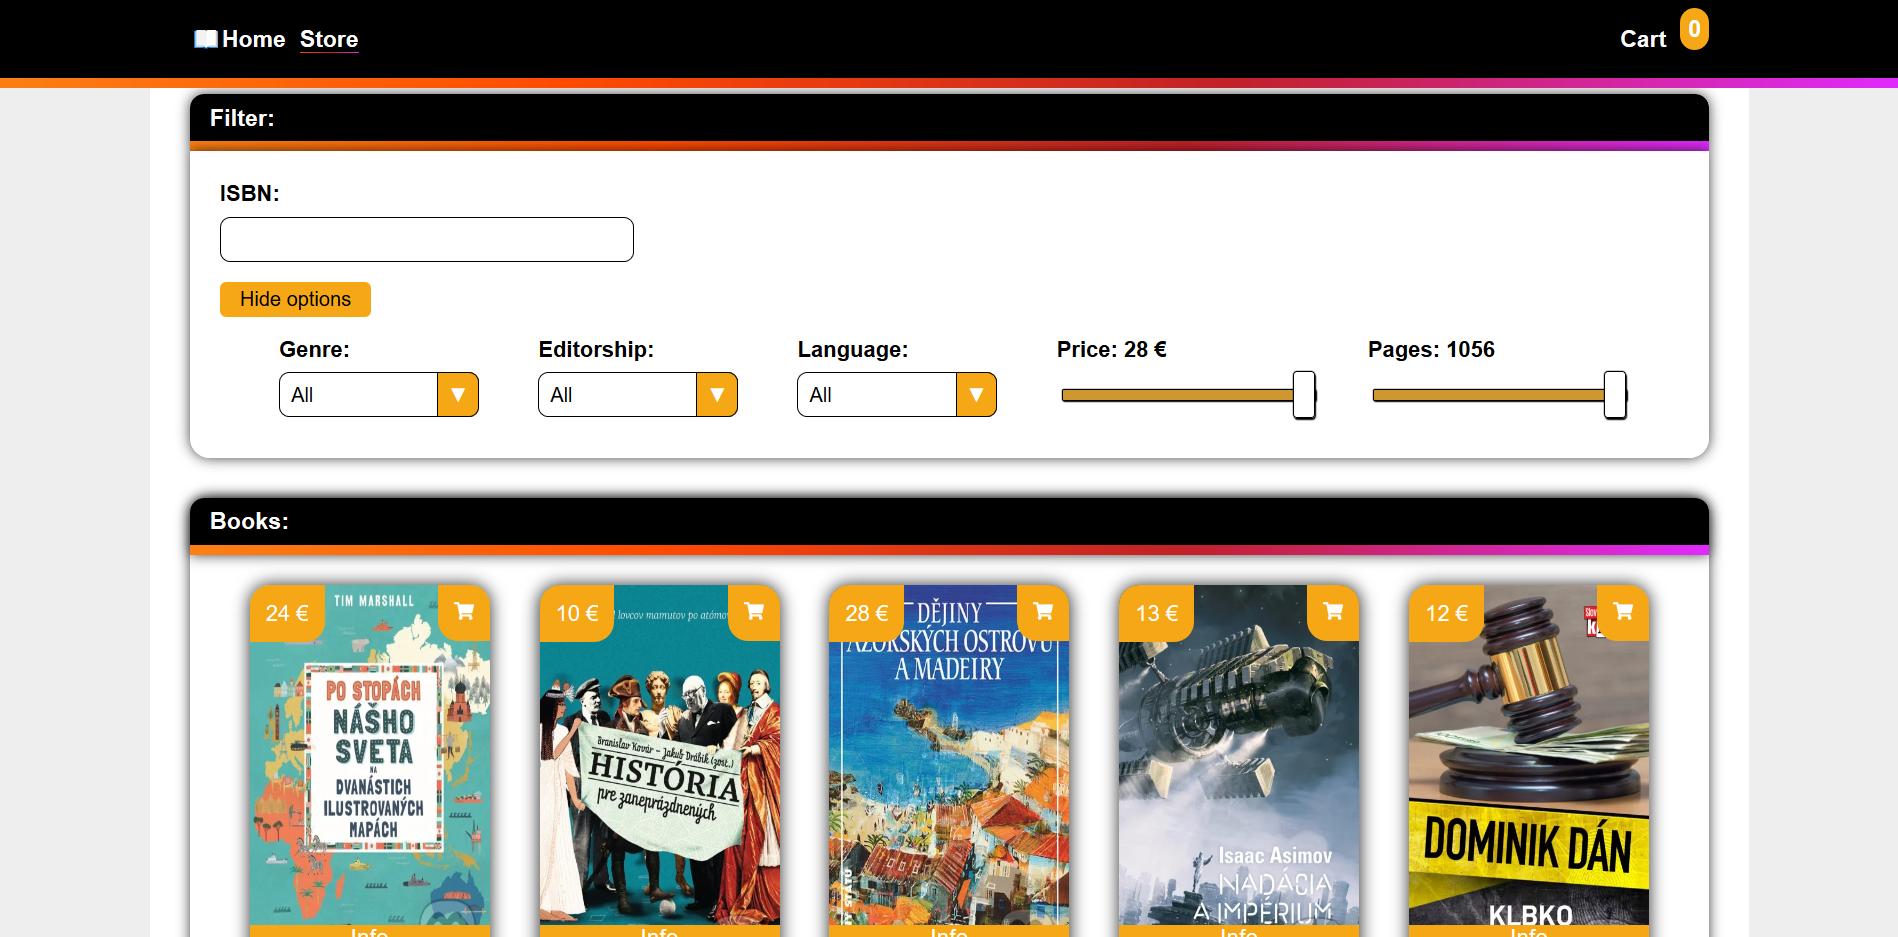 Home Store
Cart 0
Filter:
ISBN:
Hide options
Genre: Editorship: Language: Price: 28 € Pages: 1056
All ▼ All ▼ All ▼
Books:
24 €
TIM MARSHALL
PO STOPÁCH
NÁŠHO
SVETA
NA
DVANÁSTICH
ILUSTROVANÝCH
MAPÁCH
Info
10 €
lovcov mamutov po atómo
Branislav Kovár – Jakub Drábik (zost.)
HISTÓRIA
pre zaneprázdnených
Info
28 €
DĚJINY
AZORSKÝCH OSTROVŮ
A MADEIRY
Info
13 €
Isaac Asimov
NADÁCIA
A IMPÉRIUM
Info
12 €
DOMINIK DÁN
KLBKO
Info